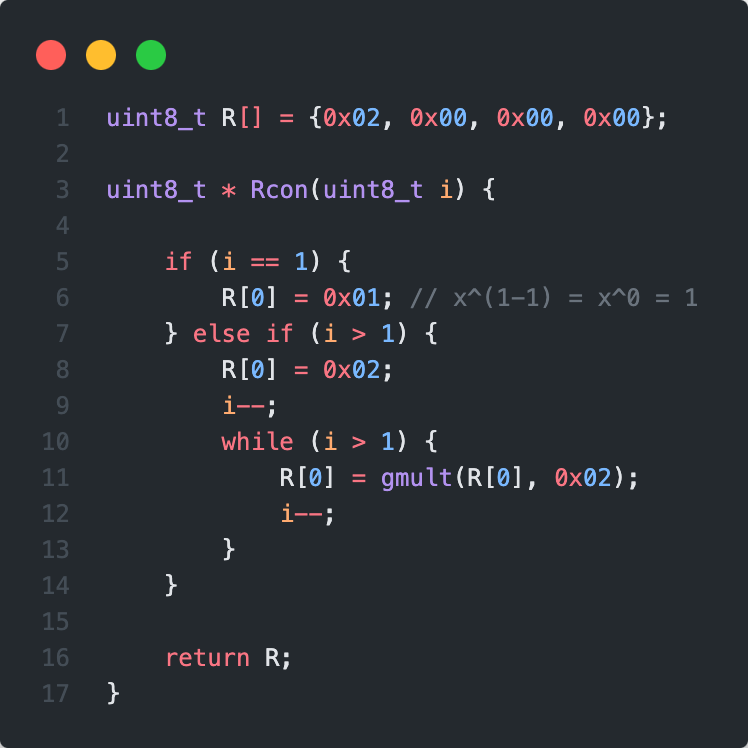 1 uint8_t R[] = {0x02, 0x00, 0x00, 0x00};
2
3 uint8_t * Rcon(uint8_t i) {
4
5     if (i == 1) {
6         R[0] = 0x01; // x^(1-1) = x^0 = 1
7     } else if (i > 1) {
8         R[0] = 0x02;
9         i--;
10         while (i > 1) {
11             R[0] = gmult(R[0], 0x02);
12             i--;
13         }
14     }
15
16     return R;
17 }